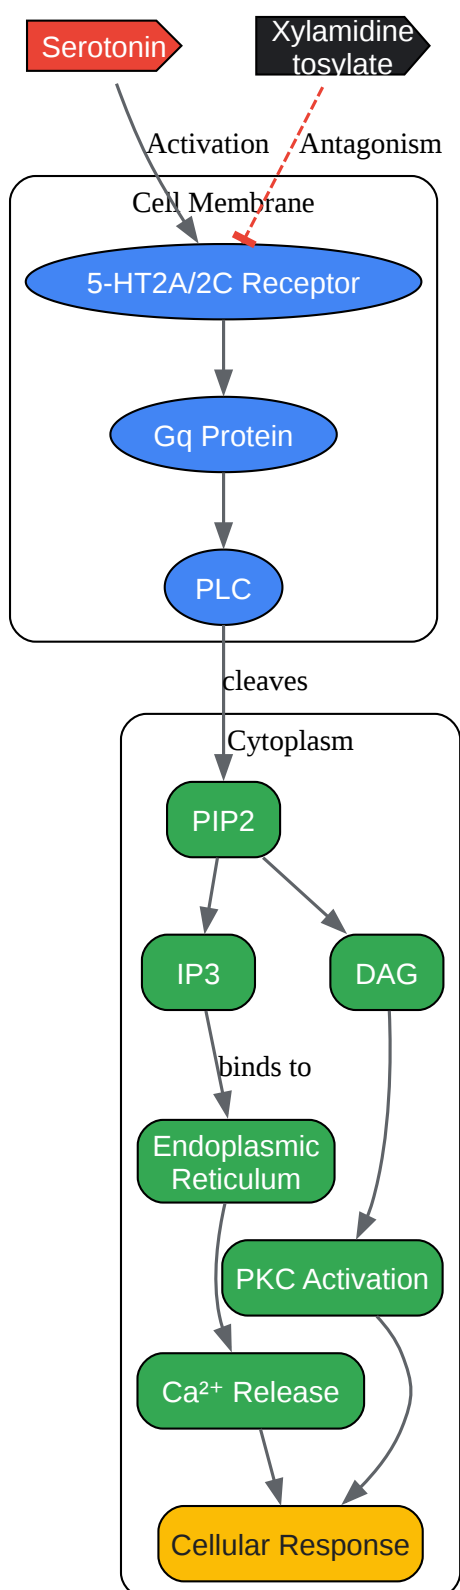 Serotonin
Xylamidine
tosylate
Activation
Antagonism
Cell Membrane
5-HT2A/2C Receptor
Gq Protein
PLC
cleaves
Cytoplasm
PIP2
IP3
DAG
binds to
Endoplasmic
Reticulum
PKC Activation
Ca²⁺ Release
Cellular Response